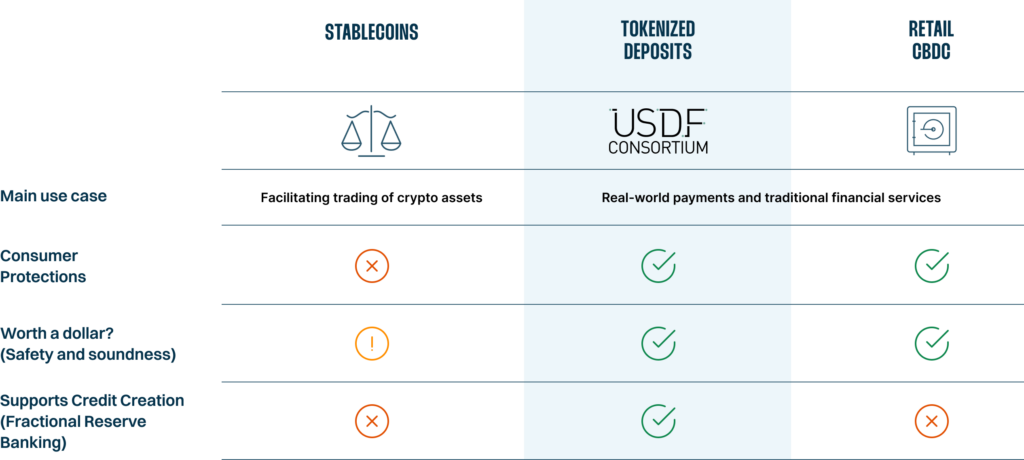 STABLECOINS
TOKENIZED
DEPOSITS
RETAIL
CBDC
USDF
CONSORTIUM
Main use case
Facilitating trading of crypto assets
Real-world payments and traditional financial services
Consumer
Protections
Worth a dollar?
(Safety and soundness)
Supports Credit Creation
(Fractional Reserve
Banking)